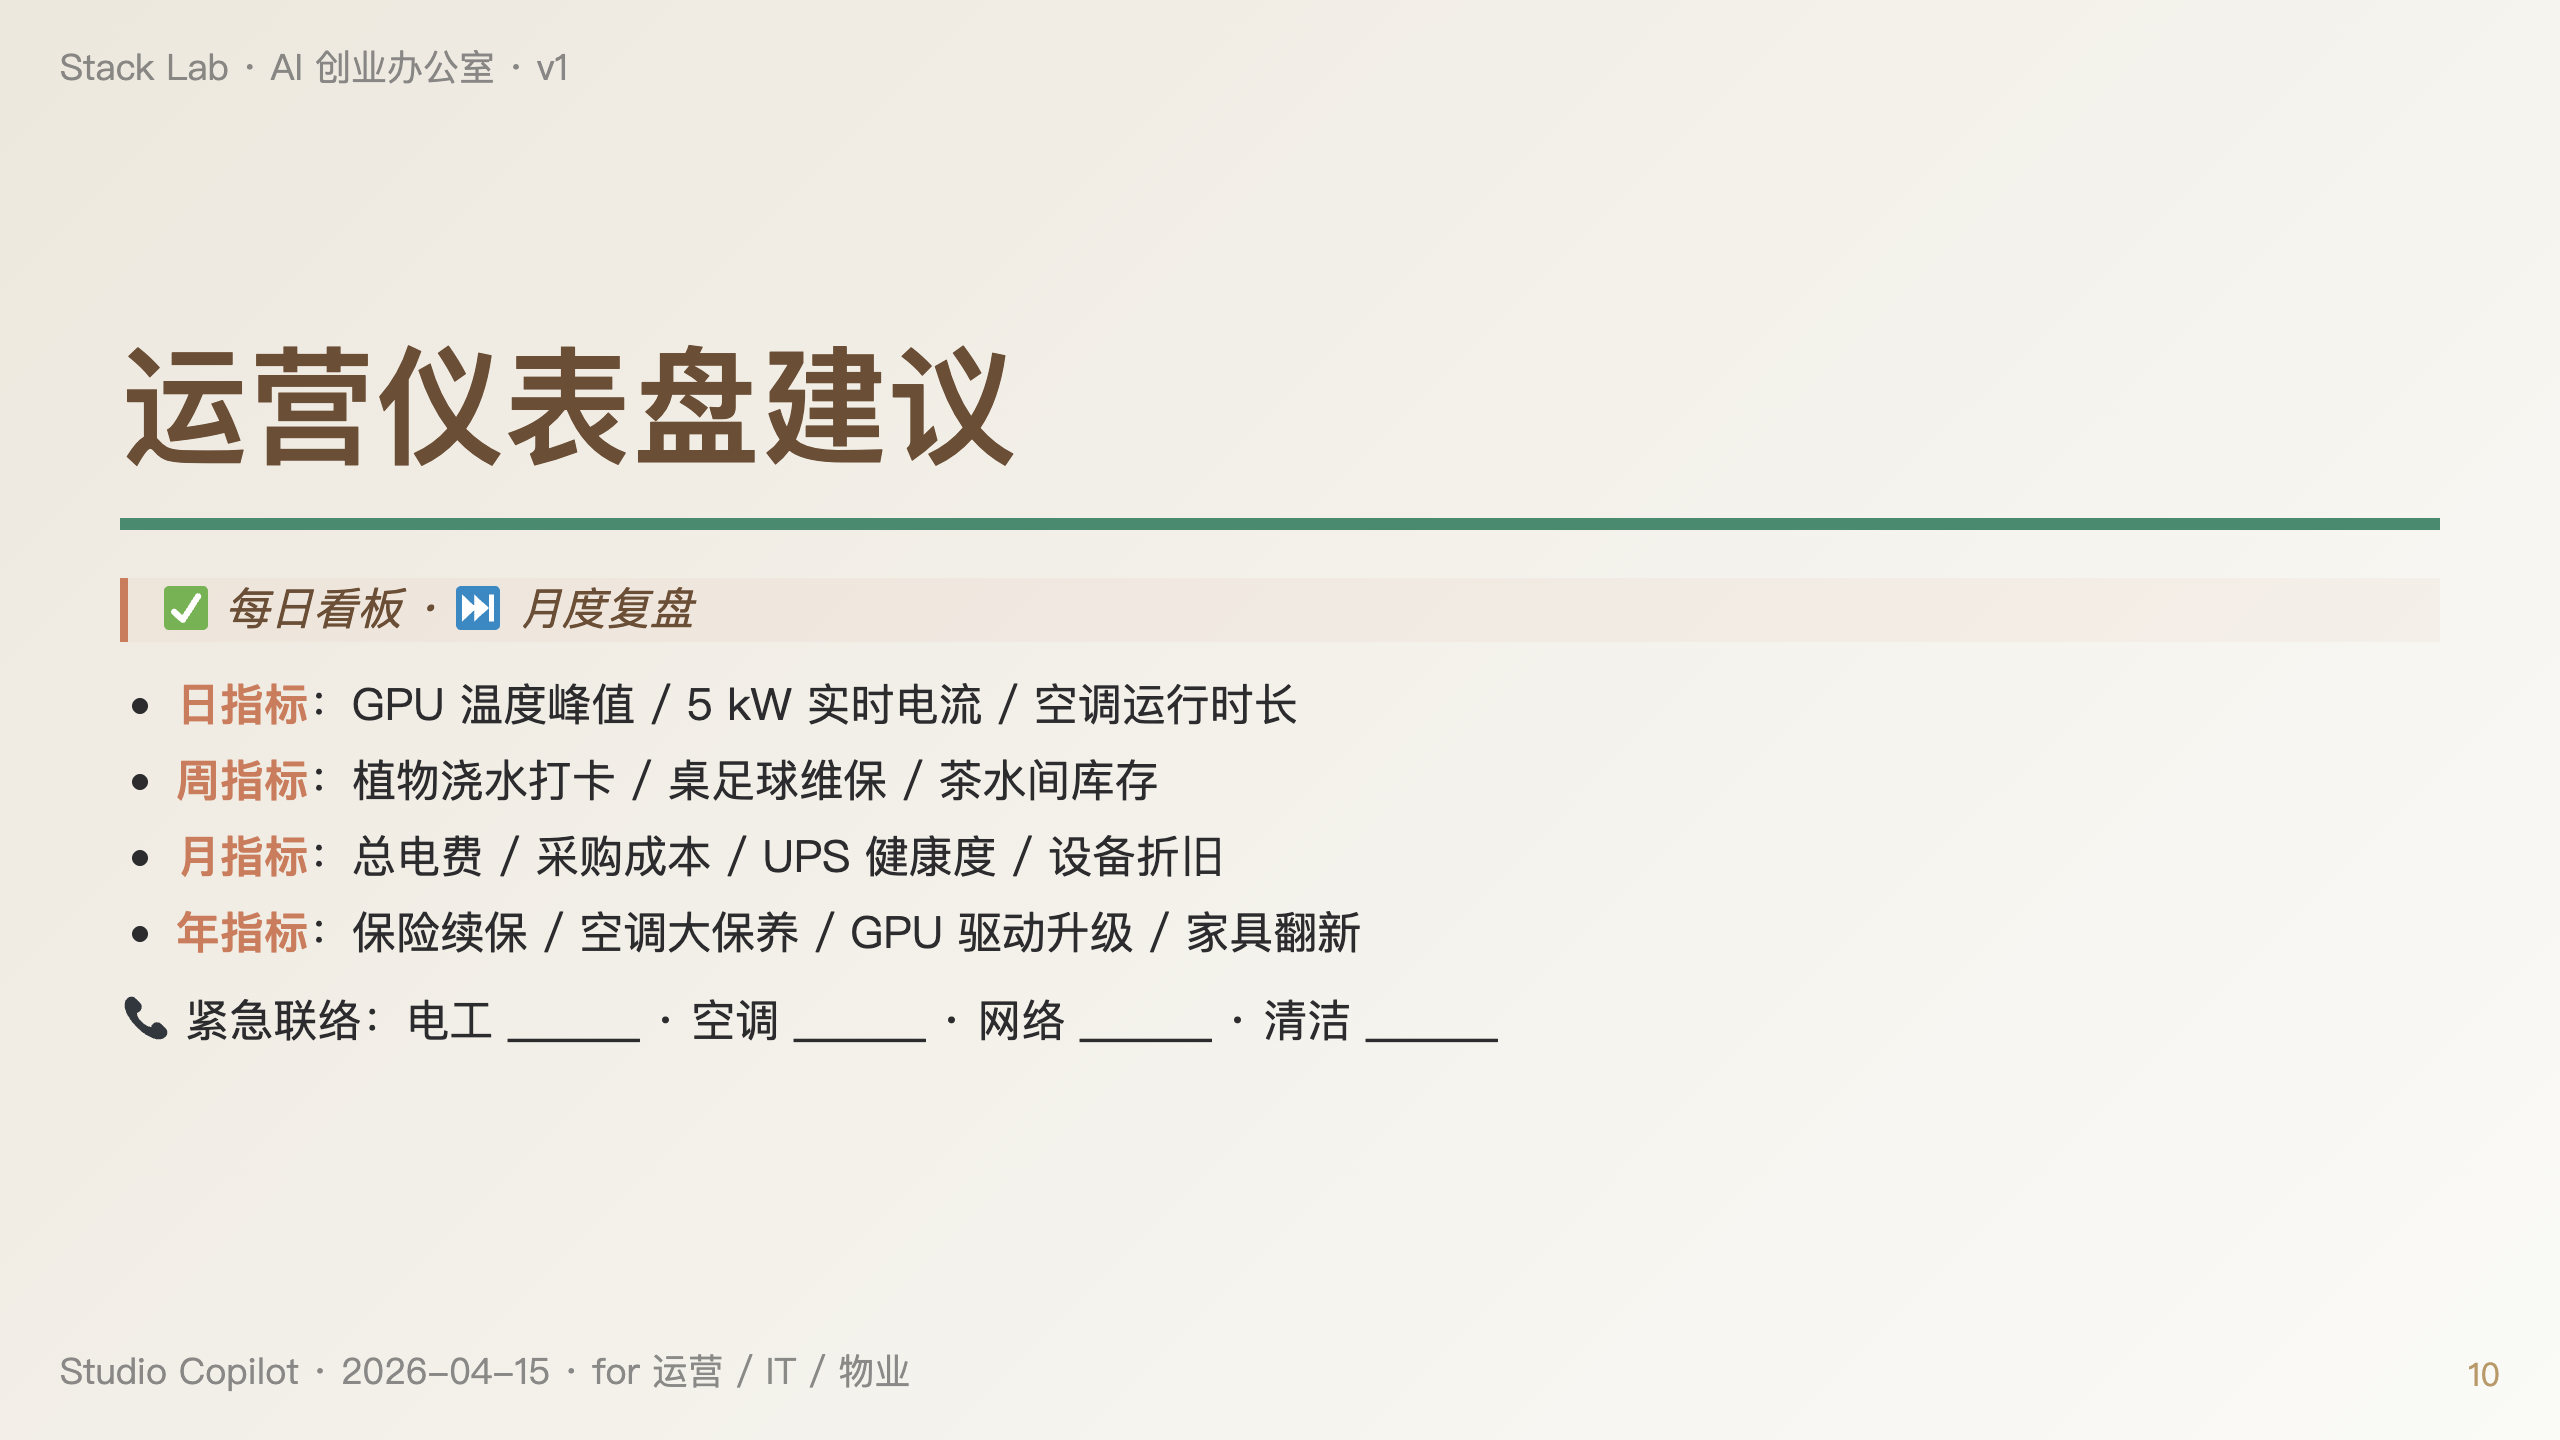 Stack Lab · AI 创业办公室 · v1
运营仪表盘建议
✅ 每日看板 · ⏭ 月度复盘
• 日指标：GPU 温度峰值 / 5 kW 实时电流 / 空调运行时长
• 周指标：植物浇水打卡 / 桌足球维保 / 茶水间库存
• 月指标：总电费 / 采购成本 / UPS 健康度 / 设备折旧
• 年指标：保险续保 / 空调大保养 / GPU 驱动升级 / 家具翻新
📞 紧急联络：电工 ______ · 空调 ______ · 网络 ______ · 清洁 ______
Studio Copilot · 2026-04-15 · for 运营 / IT / 物业
10